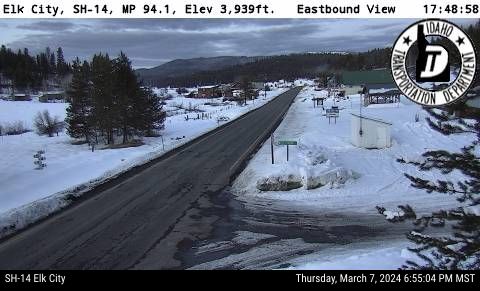 Elk City, SH-14, MP 94.1, Elev 3,939ft.   Eastbound View   17:48:58
IDAHO
TRANSPORTATION DEPARTMENT
SH-14 Elk City
Thursday, March 7, 2024 6:55:04 PM MST